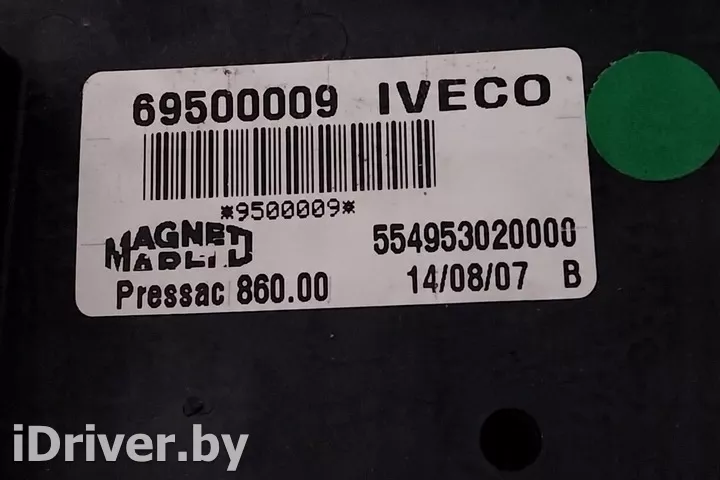 69500009 IVECO
*9500009*
MAGNETI
MARELLI
554953020000
Pressac 860.00
14/08/07 B
iDriver.by